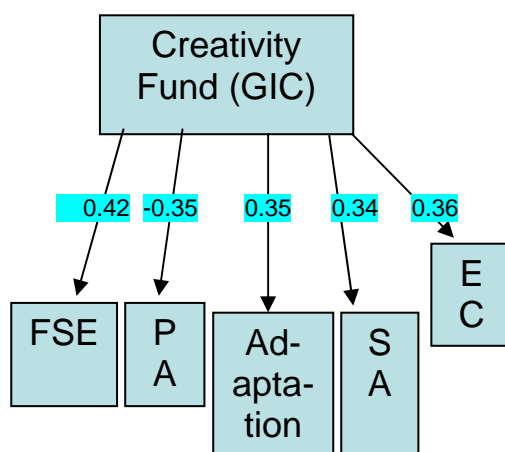 Creativity
Fund (GIC)
0.42
-0.35
0.35
0.34
0.36
E
C
FSE
P
A
Ad-
apta-
tion
S
A